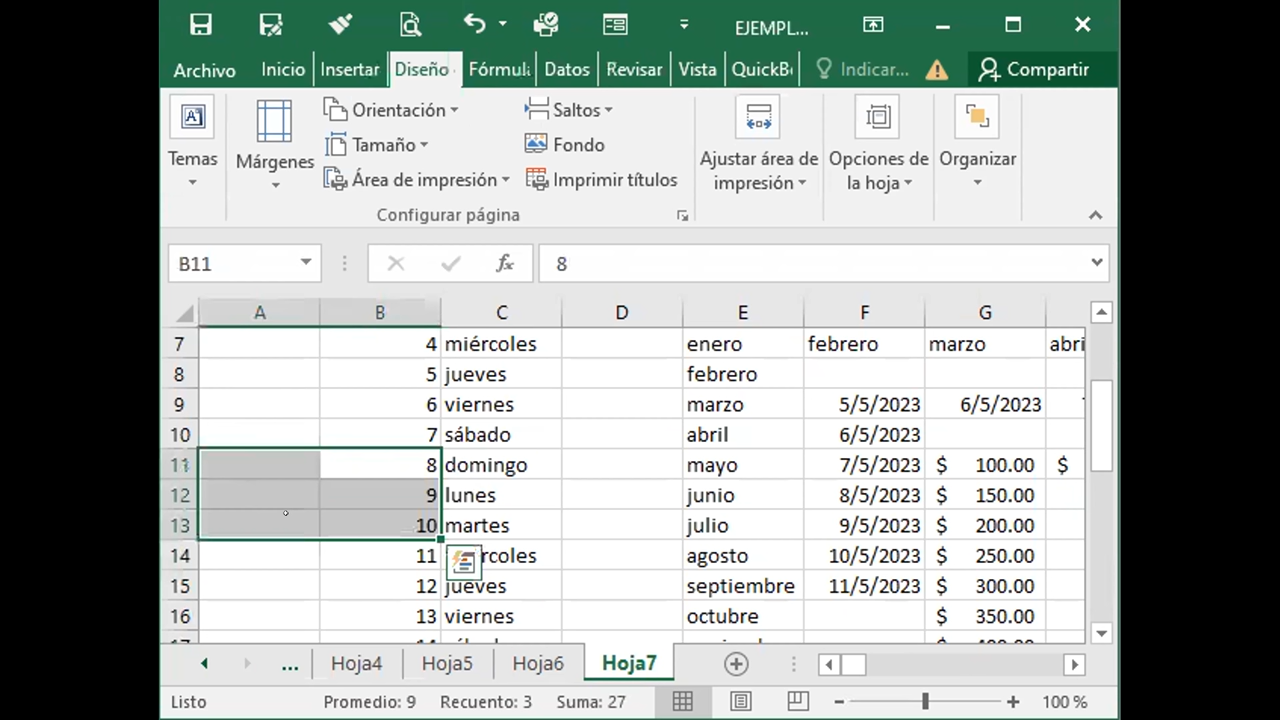 EJEMPL...
Archivo Inicio Insertar Diseño Fórmul Datos Revisar Vista QuickB Indicar... Compartir
Temas
Márgenes
Orientación
Tamaño
Área de impresión
Saltos
Fondo
Imprimir títulos
Configurar página
Ajustar área de
impresión
Opciones de
la hoja
Organizar
B11 fx 8
A B C D E F G
7 4 miércoles enero febrero marzo abri
8 5 jueves febrero
9 6 viernes marzo 5/5/2023 6/5/2023
10 7 sábado abril 6/5/2023
11 8 domingo mayo 7/5/2023 $ 100.00 $
12 9 lunes junio 8/5/2023 $ 150.00
13 10 martes julio 9/5/2023 $ 200.00
14 11 rcoles agosto 10/5/2023 $ 250.00
15 12 jueves septiembre 11/5/2023 $ 300.00
16 13 viernes octubre $ 350.00
... Hoja4 Hoja5 Hoja6 Hoja7
Listo Promedio: 9 Recuento: 3 Suma: 27 100 %